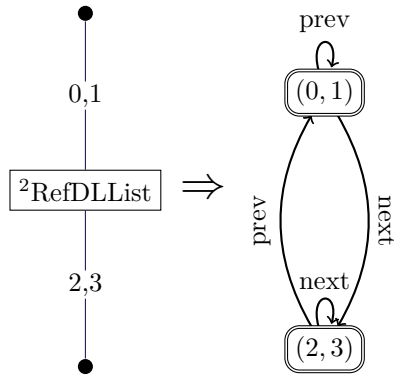 prev
(0, 1)
0,1
²RefDLList
⇒
prev
next
2,3
next
(2, 3)